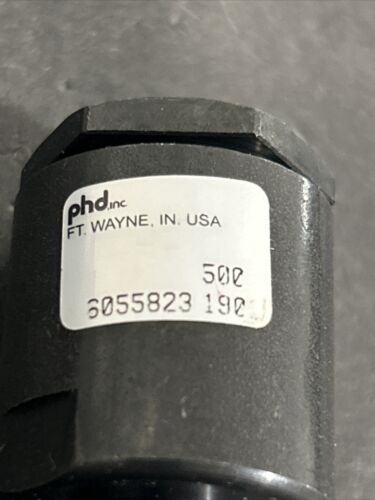 phd, inc
FT. WAYNE, IN. USA
500
6055823 190